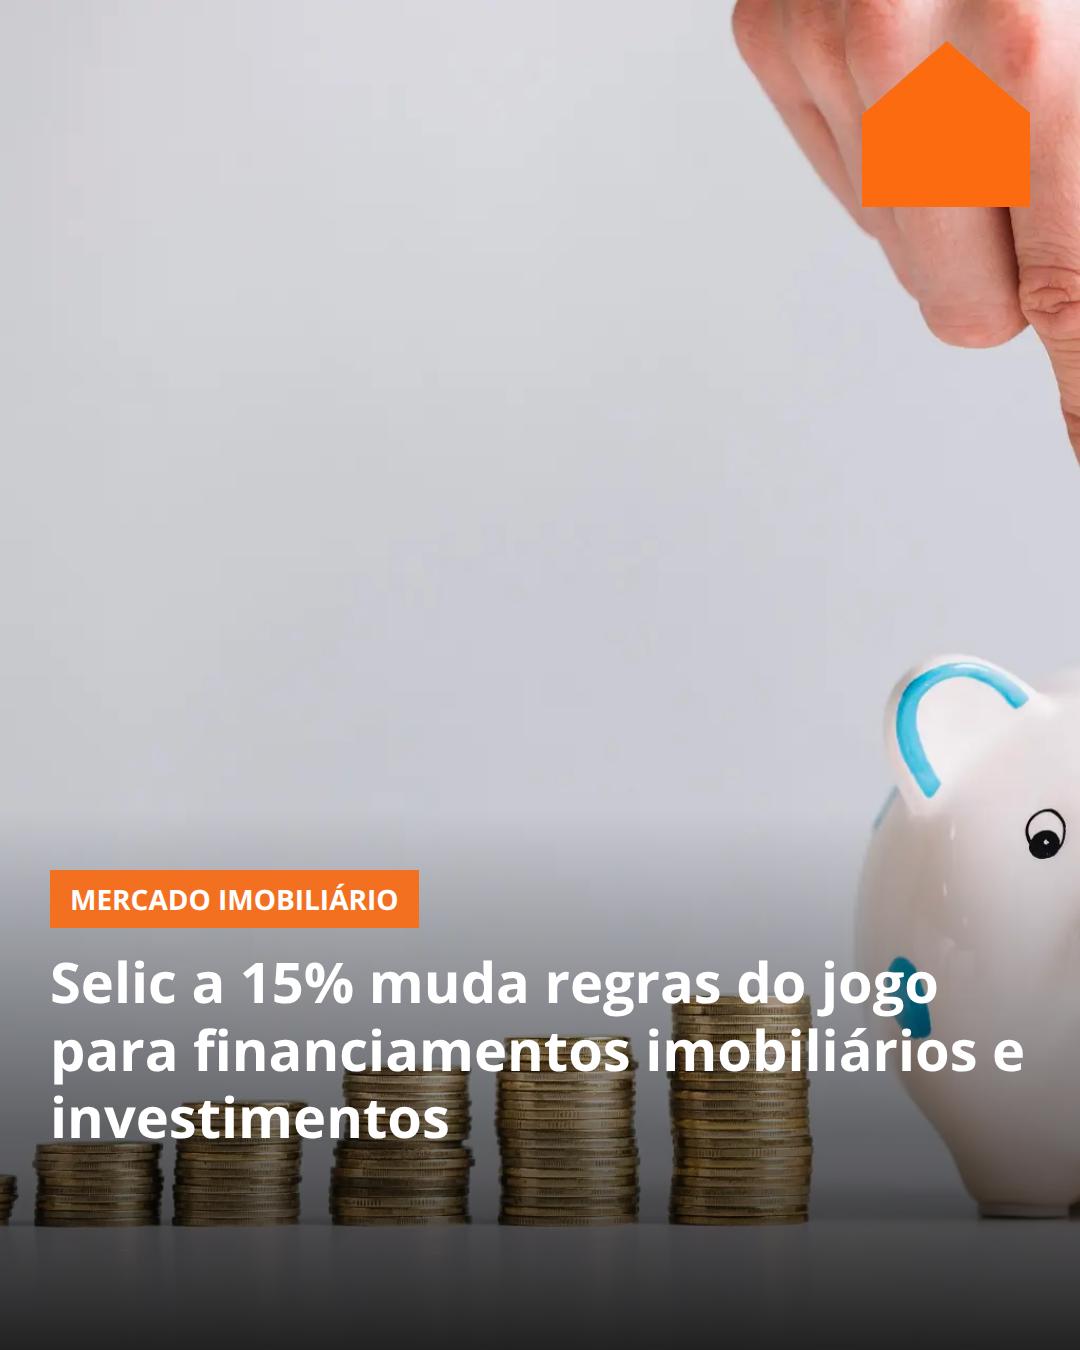 MERCADO IMOBILIÁRIO
Selic a 15% muda regras do jogo
para financiamentos imobiliários e
investimentos